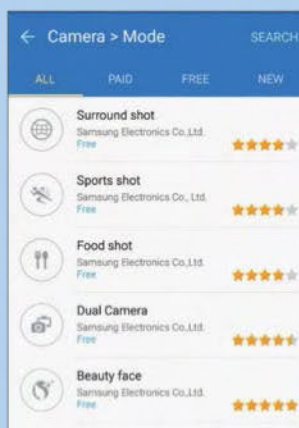 ← Camera > Mode SEARCH
ALL PAID FREE NEW
Surround shot
Samsung Electronics Co.,Ltd.
Free
Sports shot
Samsung Electronics Co., Ltd.
Free
Food shot
Samsung Electronics Co.,Ltd.
Free
Dual Camera
Samsung Electronics Co.,Ltd.
Free
Beauty face
Samsung Electronics Co.,Ltd.
Free